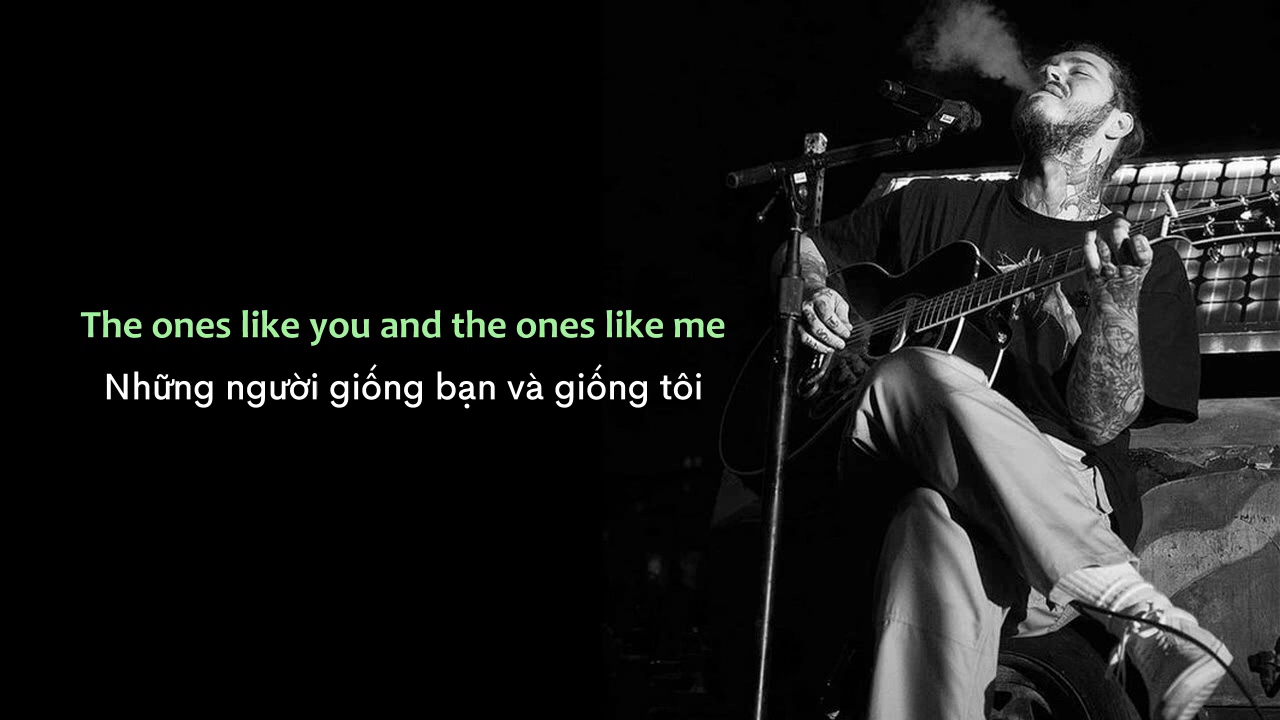 The ones like you and the ones like me
Những người giống bạn và giống tôi